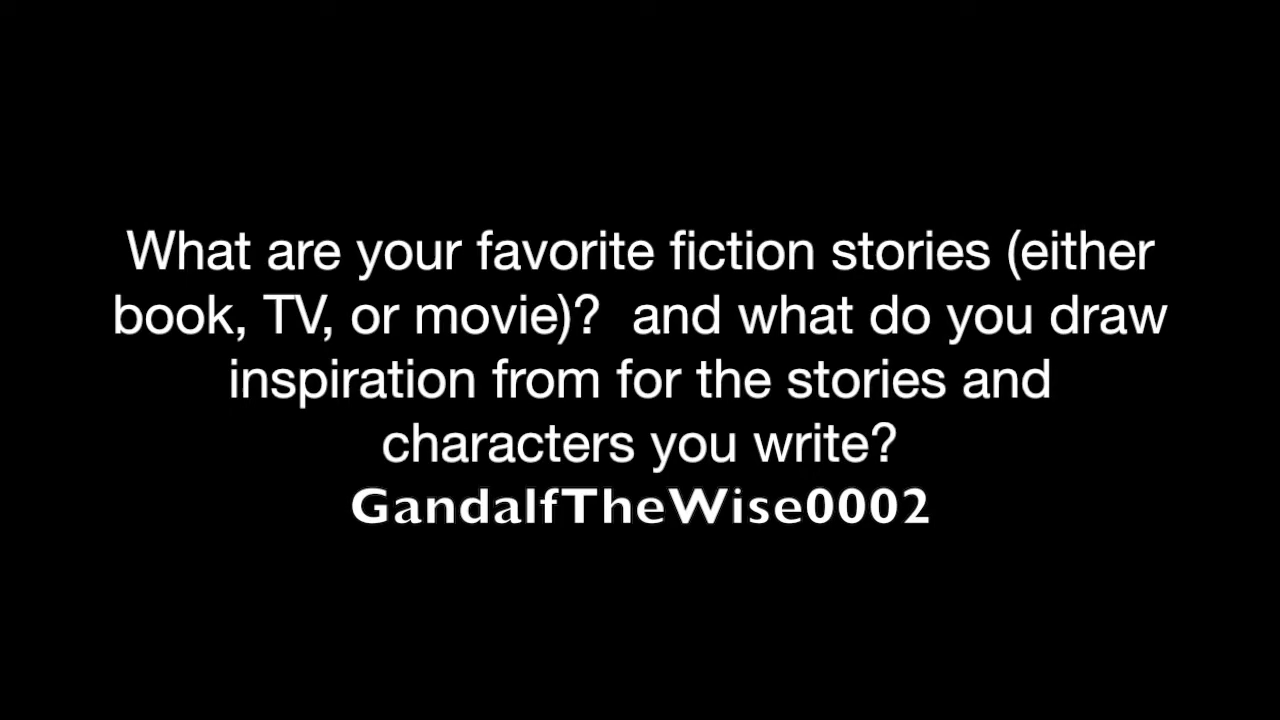 What are your favorite fiction stories (either
book, TV, or movie)?  and what do you draw
inspiration from for the stories and
characters you write?
GandalfTheWise0002